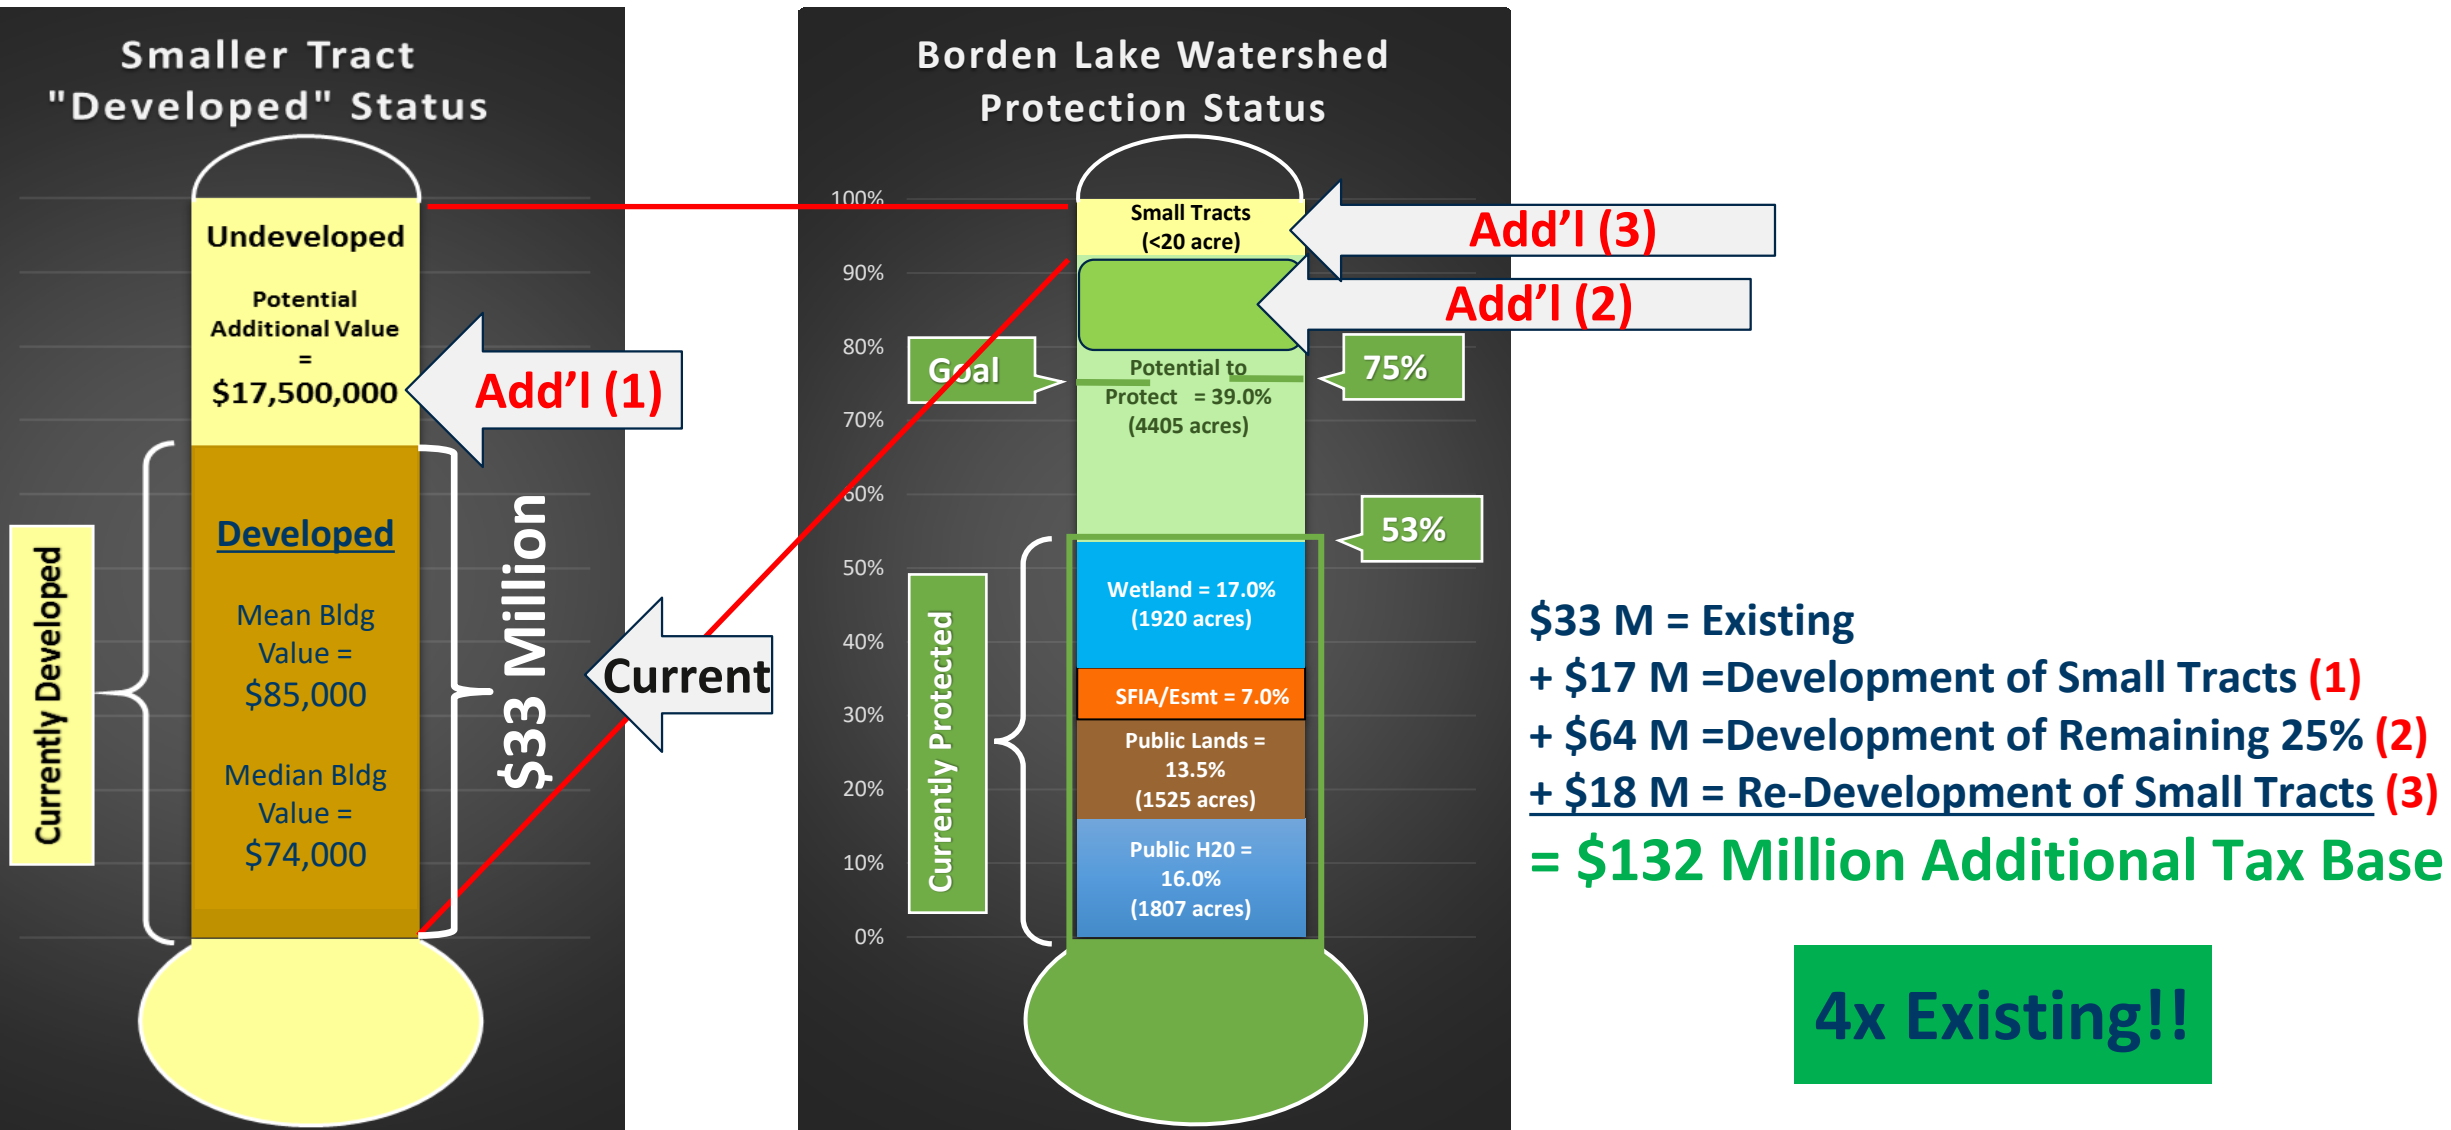 Smaller Tract
"Developed" Status
Undeveloped
Potential
Additional Value
=
$17,500,000
Add'l (1)
Developed
Mean Bldg
Value =
$85,000
Median Bldg
Value =
$74,000
Currently Developed
$33 Million
Current
Borden Lake Watershed
Protection Status
100%
90%
80%
70%
60%
50%
40%
30%
20%
10%
0%
Small Tracts
(<20 acre)
Add'l (3)
Add'l (2)
Goal
75%
Potential to
Protect = 39.0%
(4405 acres)
53%
Wetland = 17.0%
(1920 acres)
SFIA/Esmt = 7.0%
Public Lands =
13.5%
(1525 acres)
Public H20 =
16.0%
(1807 acres)
Currently Protected
$33 M = Existing
+ $17 M =Development of Small Tracts (1)
+ $64 M =Development of Remaining 25% (2)
+ $18 M = Re-Development of Small Tracts (3)
= $132 Million Additional Tax Base
4x Existing!!